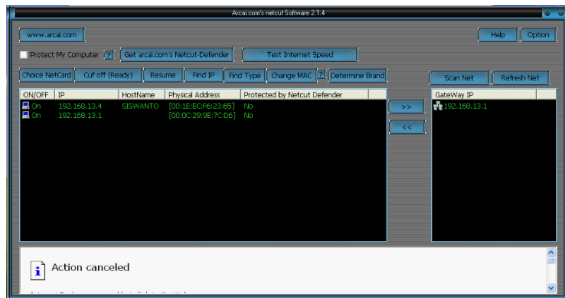 Arcai.com's netcut Software 2.1.4
www.arcai.com
Help
Option
Protect My Computer
[?]
Get arcai.com's Netcut-Defender
Test Internet Speed
Choice NetCard
Cut off (Ready)
Resume
Find IP
Find Type
Change MAC
[?]
Determine Brand
Scan Net
Refresh Net
ON/OFF IP HostName Physical Address Protected by Netcut Defender
On 192.168.13.4 SISWANTO [00:1E:EC:F6:23:65] No
On 192.168.13.1 [00:0C:29:9E:7C:D6] No
>>
<<
GateWay IP
192.168.13.1
Action canceled